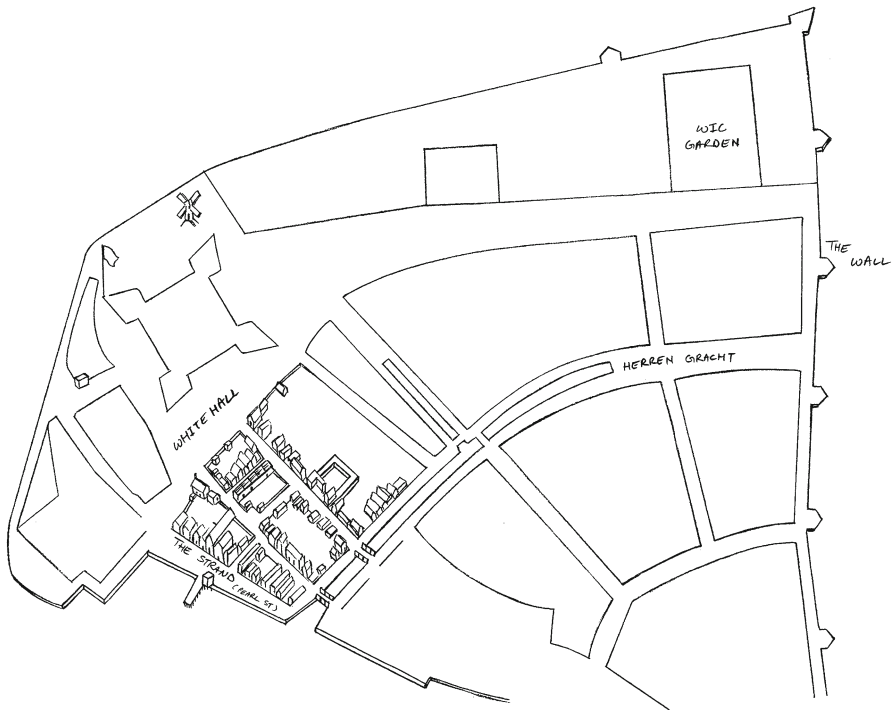 WIC
GARDEN
THE
WALL
HERREN GRACHT
WHITE HALL
THE STRAND
(PEARL ST)